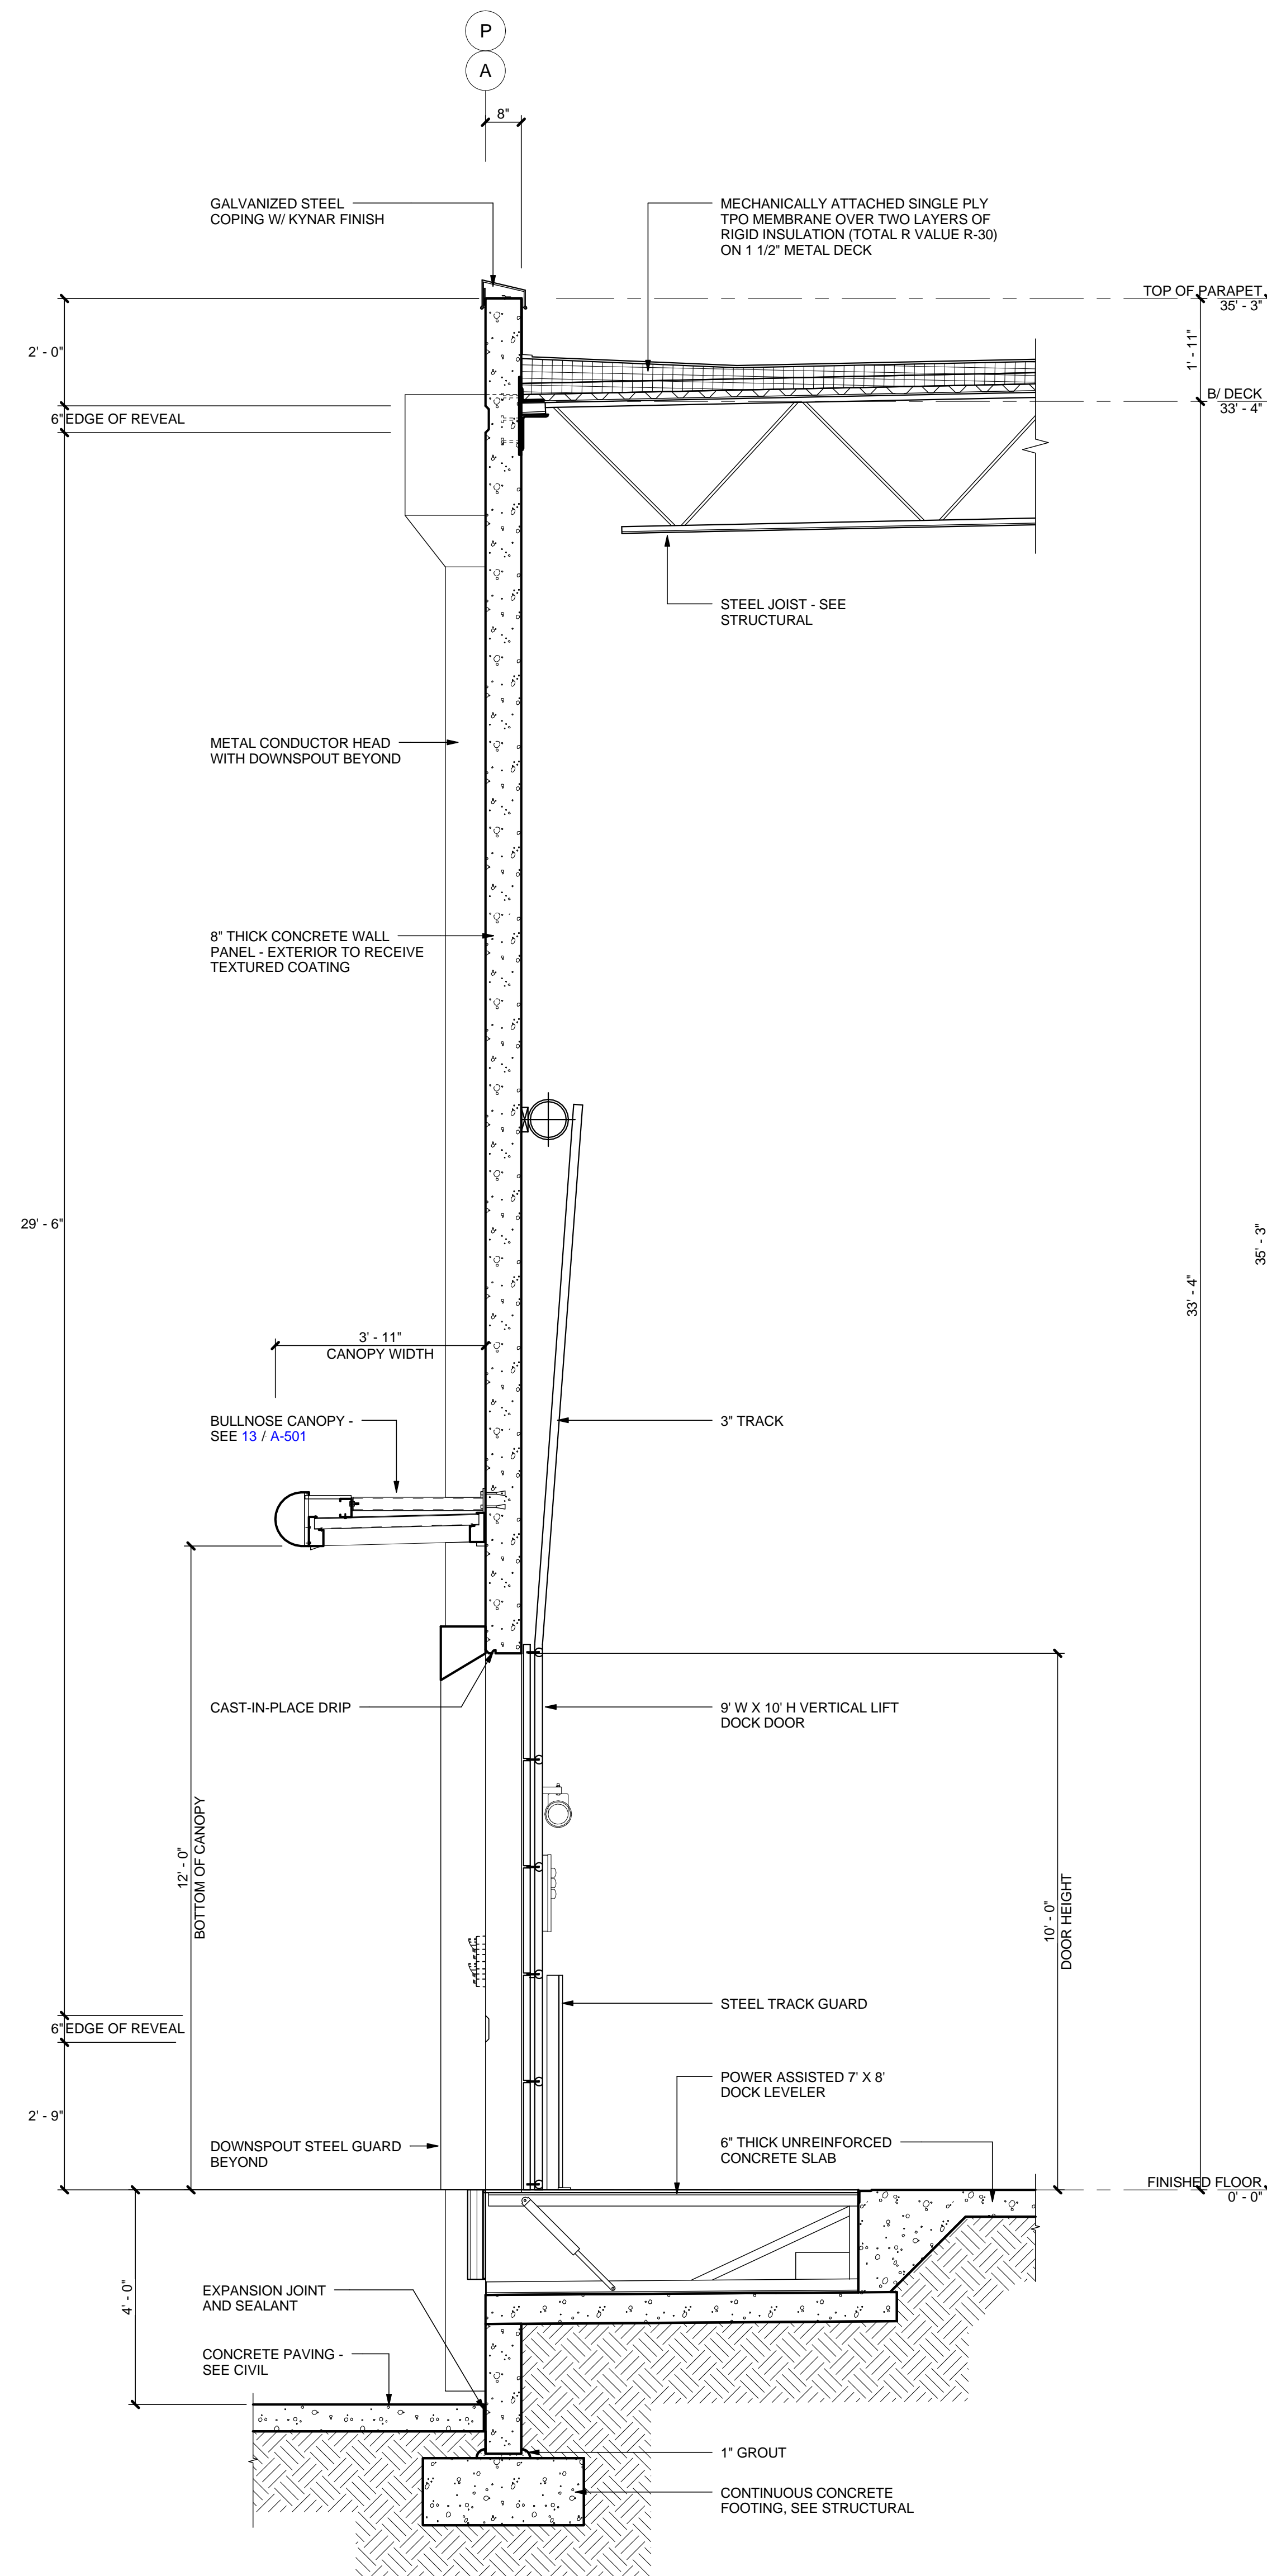 P
A
8"
GALVANIZED STEEL
COPING W/ KYNAR FINISH
MECHANICALLY ATTACHED SINGLE PLY
TPO MEMBRANE OVER TWO LAYERS OF
RIGID INSULATION (TOTAL R VALUE R-30)
ON 1 1/2" METAL DECK
TOP OF PARAPET
35' - 3"
2' - 0"
1' - 11"
B/ DECK
33' - 4"
6" EDGE OF REVEAL
STEEL JOIST - SEE
STRUCTURAL
METAL CONDUCTOR HEAD
WITH DOWNSPOUT BEYOND
8" THICK CONCRETE WALL
PANEL - EXTERIOR TO RECEIVE
TEXTURED COATING
29' - 6"
35' - 3"
33' - 4"
3' - 11"
CANOPY WIDTH
BULLNOSE CANOPY -
SEE 13 / A-501
3" TRACK
CAST-IN-PLACE DRIP
9' W X 10' H VERTICAL LIFT
DOCK DOOR
12' - 0"
BOTTOM OF CANOPY
10' - 0"
DOOR HEIGHT
STEEL TRACK GUARD
6" EDGE OF REVEAL
POWER ASSISTED 7' X 8'
DOCK LEVELER
2' - 9"
DOWNSPOUT STEEL GUARD
BEYOND
6" THICK UNREINFORCED
CONCRETE SLAB
FINISHED FLOOR
0' - 0"
4' - 0"
EXPANSION JOINT
AND SEALANT
CONCRETE PAVING -
SEE CIVIL
1" GROUT
CONTINUOUS CONCRETE
FOOTING, SEE STRUCTURAL